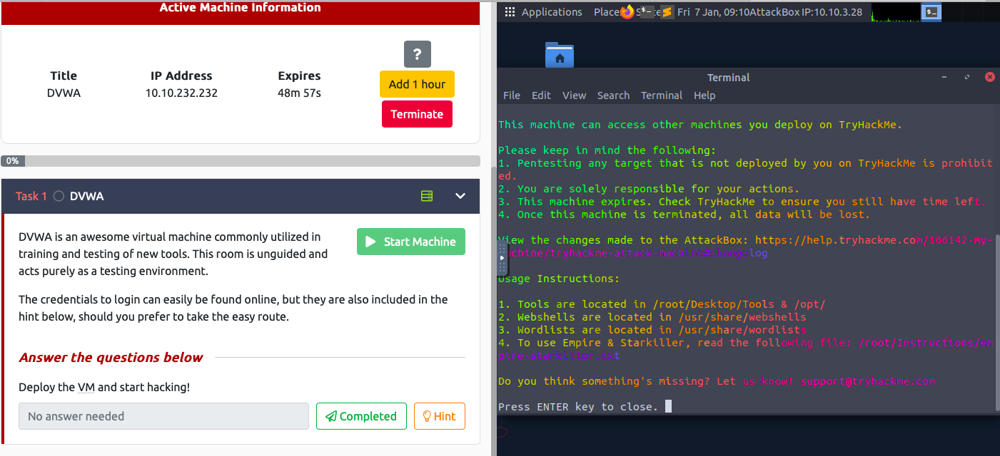 Active Machine Information
?
Title IP Address Expires
DVWA 10.10.232.232 48m 57s
Add 1 hour
Terminate
0%
Task 1 DVWA
DVWA is an awesome virtual machine commonly utilized in
training and testing of new tools. This room is unguided and
acts purely as a testing environment.
Start Machine
The credentials to login can easily be found online, but they are also included in the
hint below, should you prefer to take the easy route.
Answer the questions below
Deploy the VM and start hacking!
No answer needed Completed Hint
Applications Place Fri 7 Jan, 09:10 AttackBox IP:10.10.3.28
Terminal
File Edit View Search Terminal Help
This machine can access other machines you deploy on TryHackMe.
Please keep in mind the following:
1. Pentesting any target that is not deployed by you on TryHackMe is prohibit
ed.
2. You are solely responsible for your actions.
3. This machine expires. Check TryHackMe to ensure you still have time left.
4. Once this machine is terminated, all data will be lost.
View the changes made to the AttackBox: https://help.tryhackme.com/106142-my-
machine/tryhackme-attack-machine#changelog
Usage Instructions:
1. Tools are located in /root/Desktop/Tools & /opt/
2. Webshells are located in /usr/share/webshells
3. Wordlists are located in /usr/share/wordlists
4. To use Empire & Starkiller, read the following file: /root/Instructions/em
pire-starkiller.txt
Do you think something's missing? Let us know! support@tryhackme.com
Press ENTER key to close.